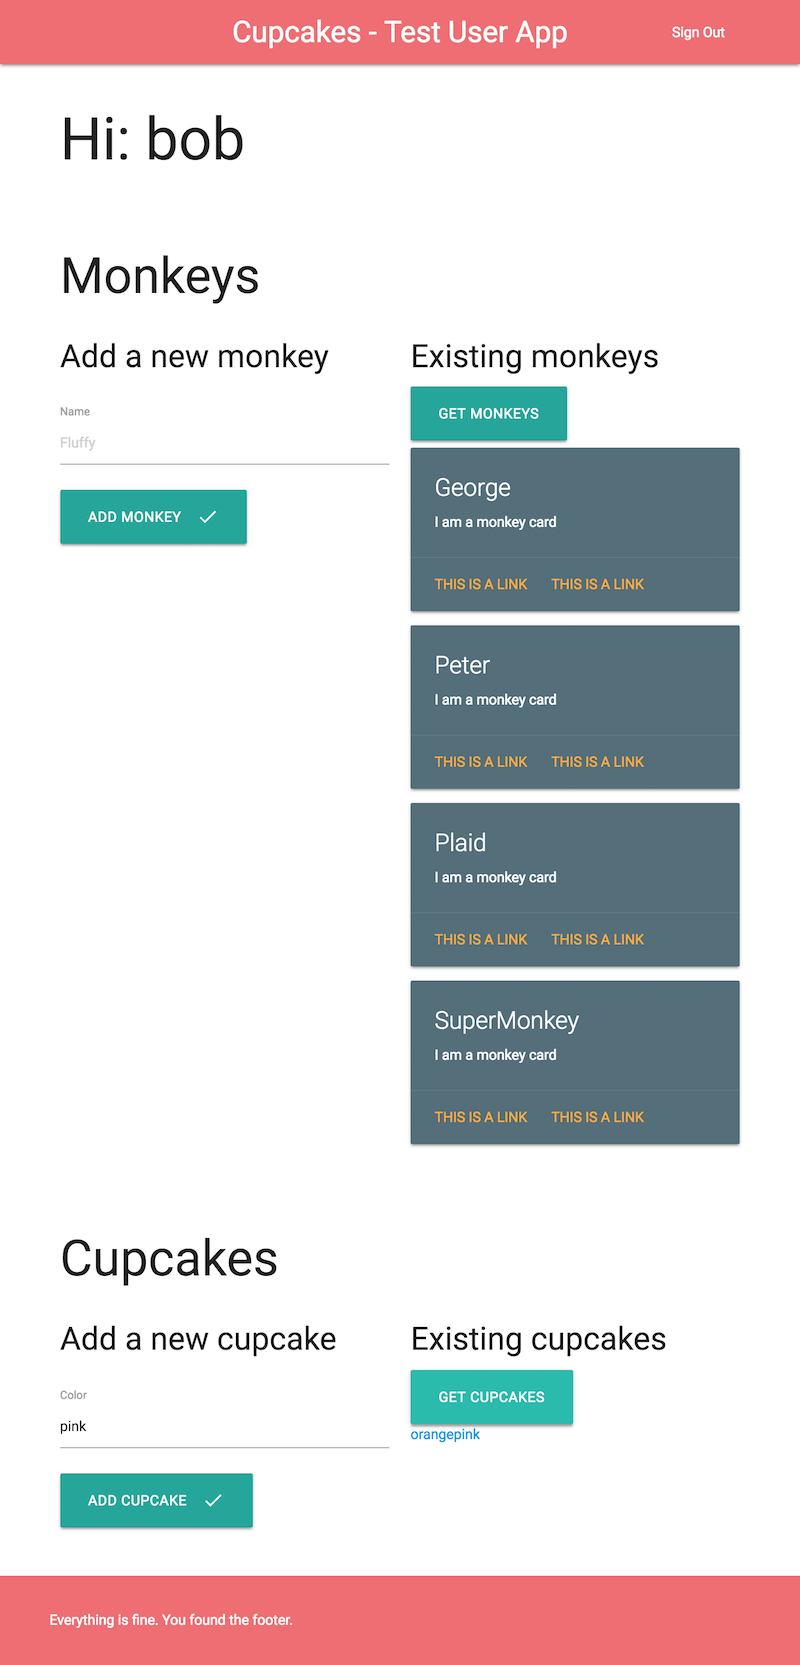 Cupcakes - Test User App
Sign Out
Hi: bob
Monkeys
Add a new monkey
Name
Fluffy
ADD MONKEY
Existing monkeys
GET MONKEYS
George
I am a monkey card
THIS IS A LINK THIS IS A LINK
Peter
I am a monkey card
THIS IS A LINK THIS IS A LINK
Plaid
I am a monkey card
THIS IS A LINK THIS IS A LINK
SuperMonkey
I am a monkey card
THIS IS A LINK THIS IS A LINK
Cupcakes
Add a new cupcake
Color
pink
ADD CUPCAKE
Existing cupcakes
GET CUPCAKES
orangepink
Everything is fine. You found the footer.